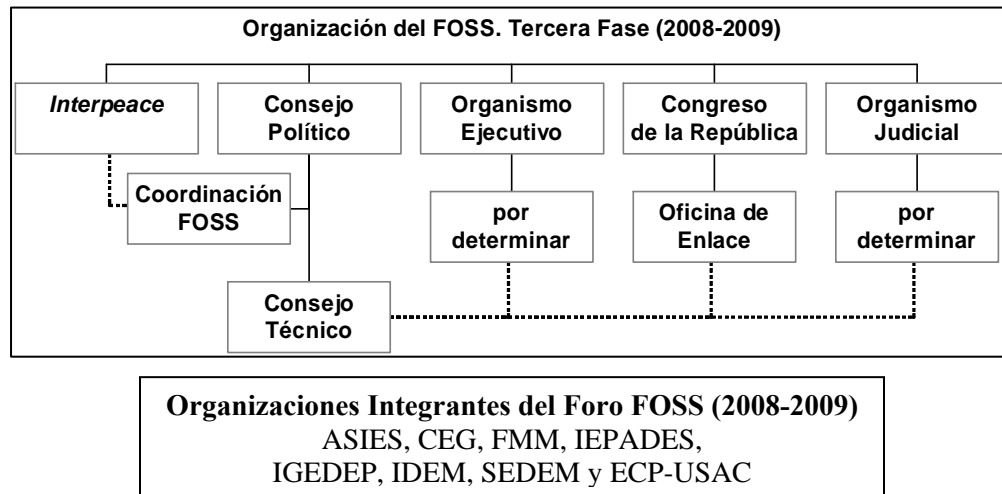 Organización del FOSS. Tercera Fase (2008-2009)
Interpeace
Consejo
Político
Organismo
Ejecutivo
Congreso
de la República
Organismo
Judicial
Coordinación
FOSS
por
determinar
Oficina de
Enlace
por
determinar
Consejo
Técnico
Organizaciones Integrantes del Foro FOSS (2008-2009)
ASIES, CEG, FMM, IEPADES,
IGEDEP, IDEM, SEDEM y ECP-USAC